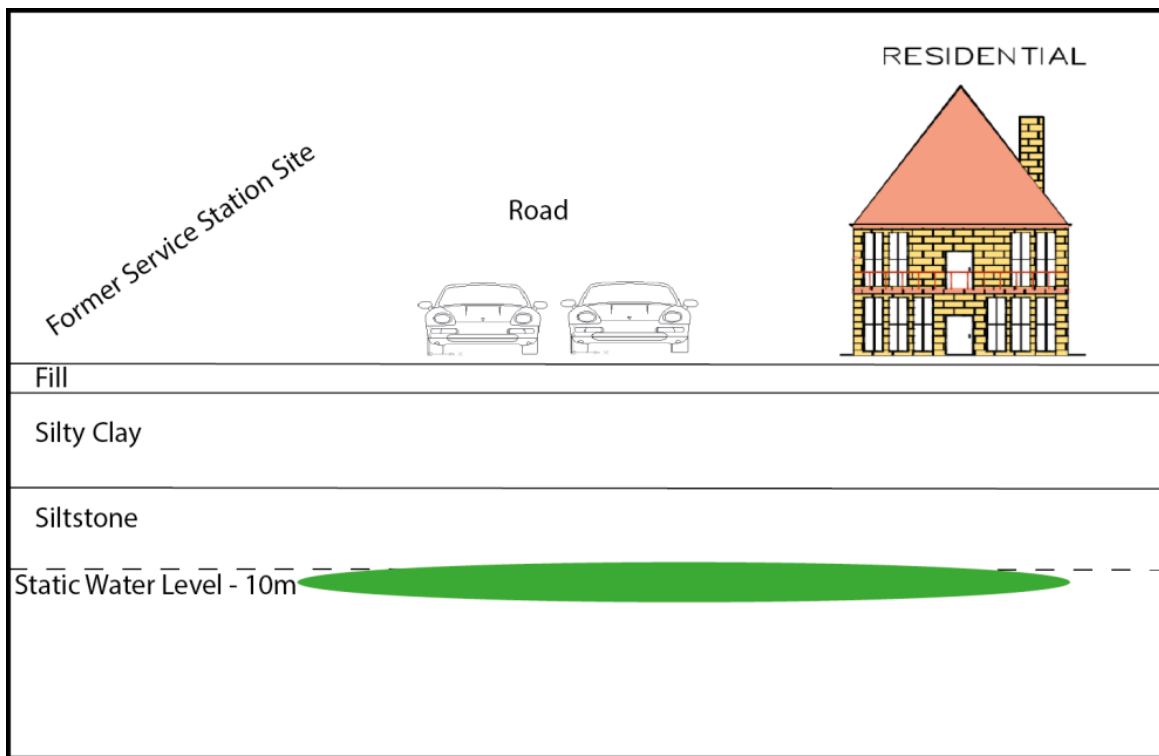 RESIDENTIAL
Former Service Station Site
Road
Fill
Silty Clay
Siltstone
Static Water Level - 10m